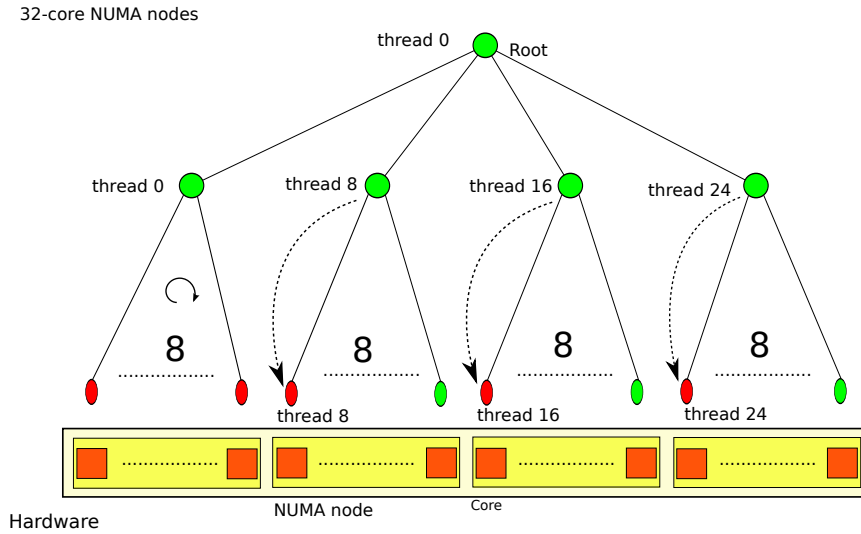 32-core NUMA nodes
thread 0
Root
thread 0
thread 8
thread 16
thread 24
8
8
8
8
thread 8
thread 16
thread 24
NUMA node
Core
Hardware